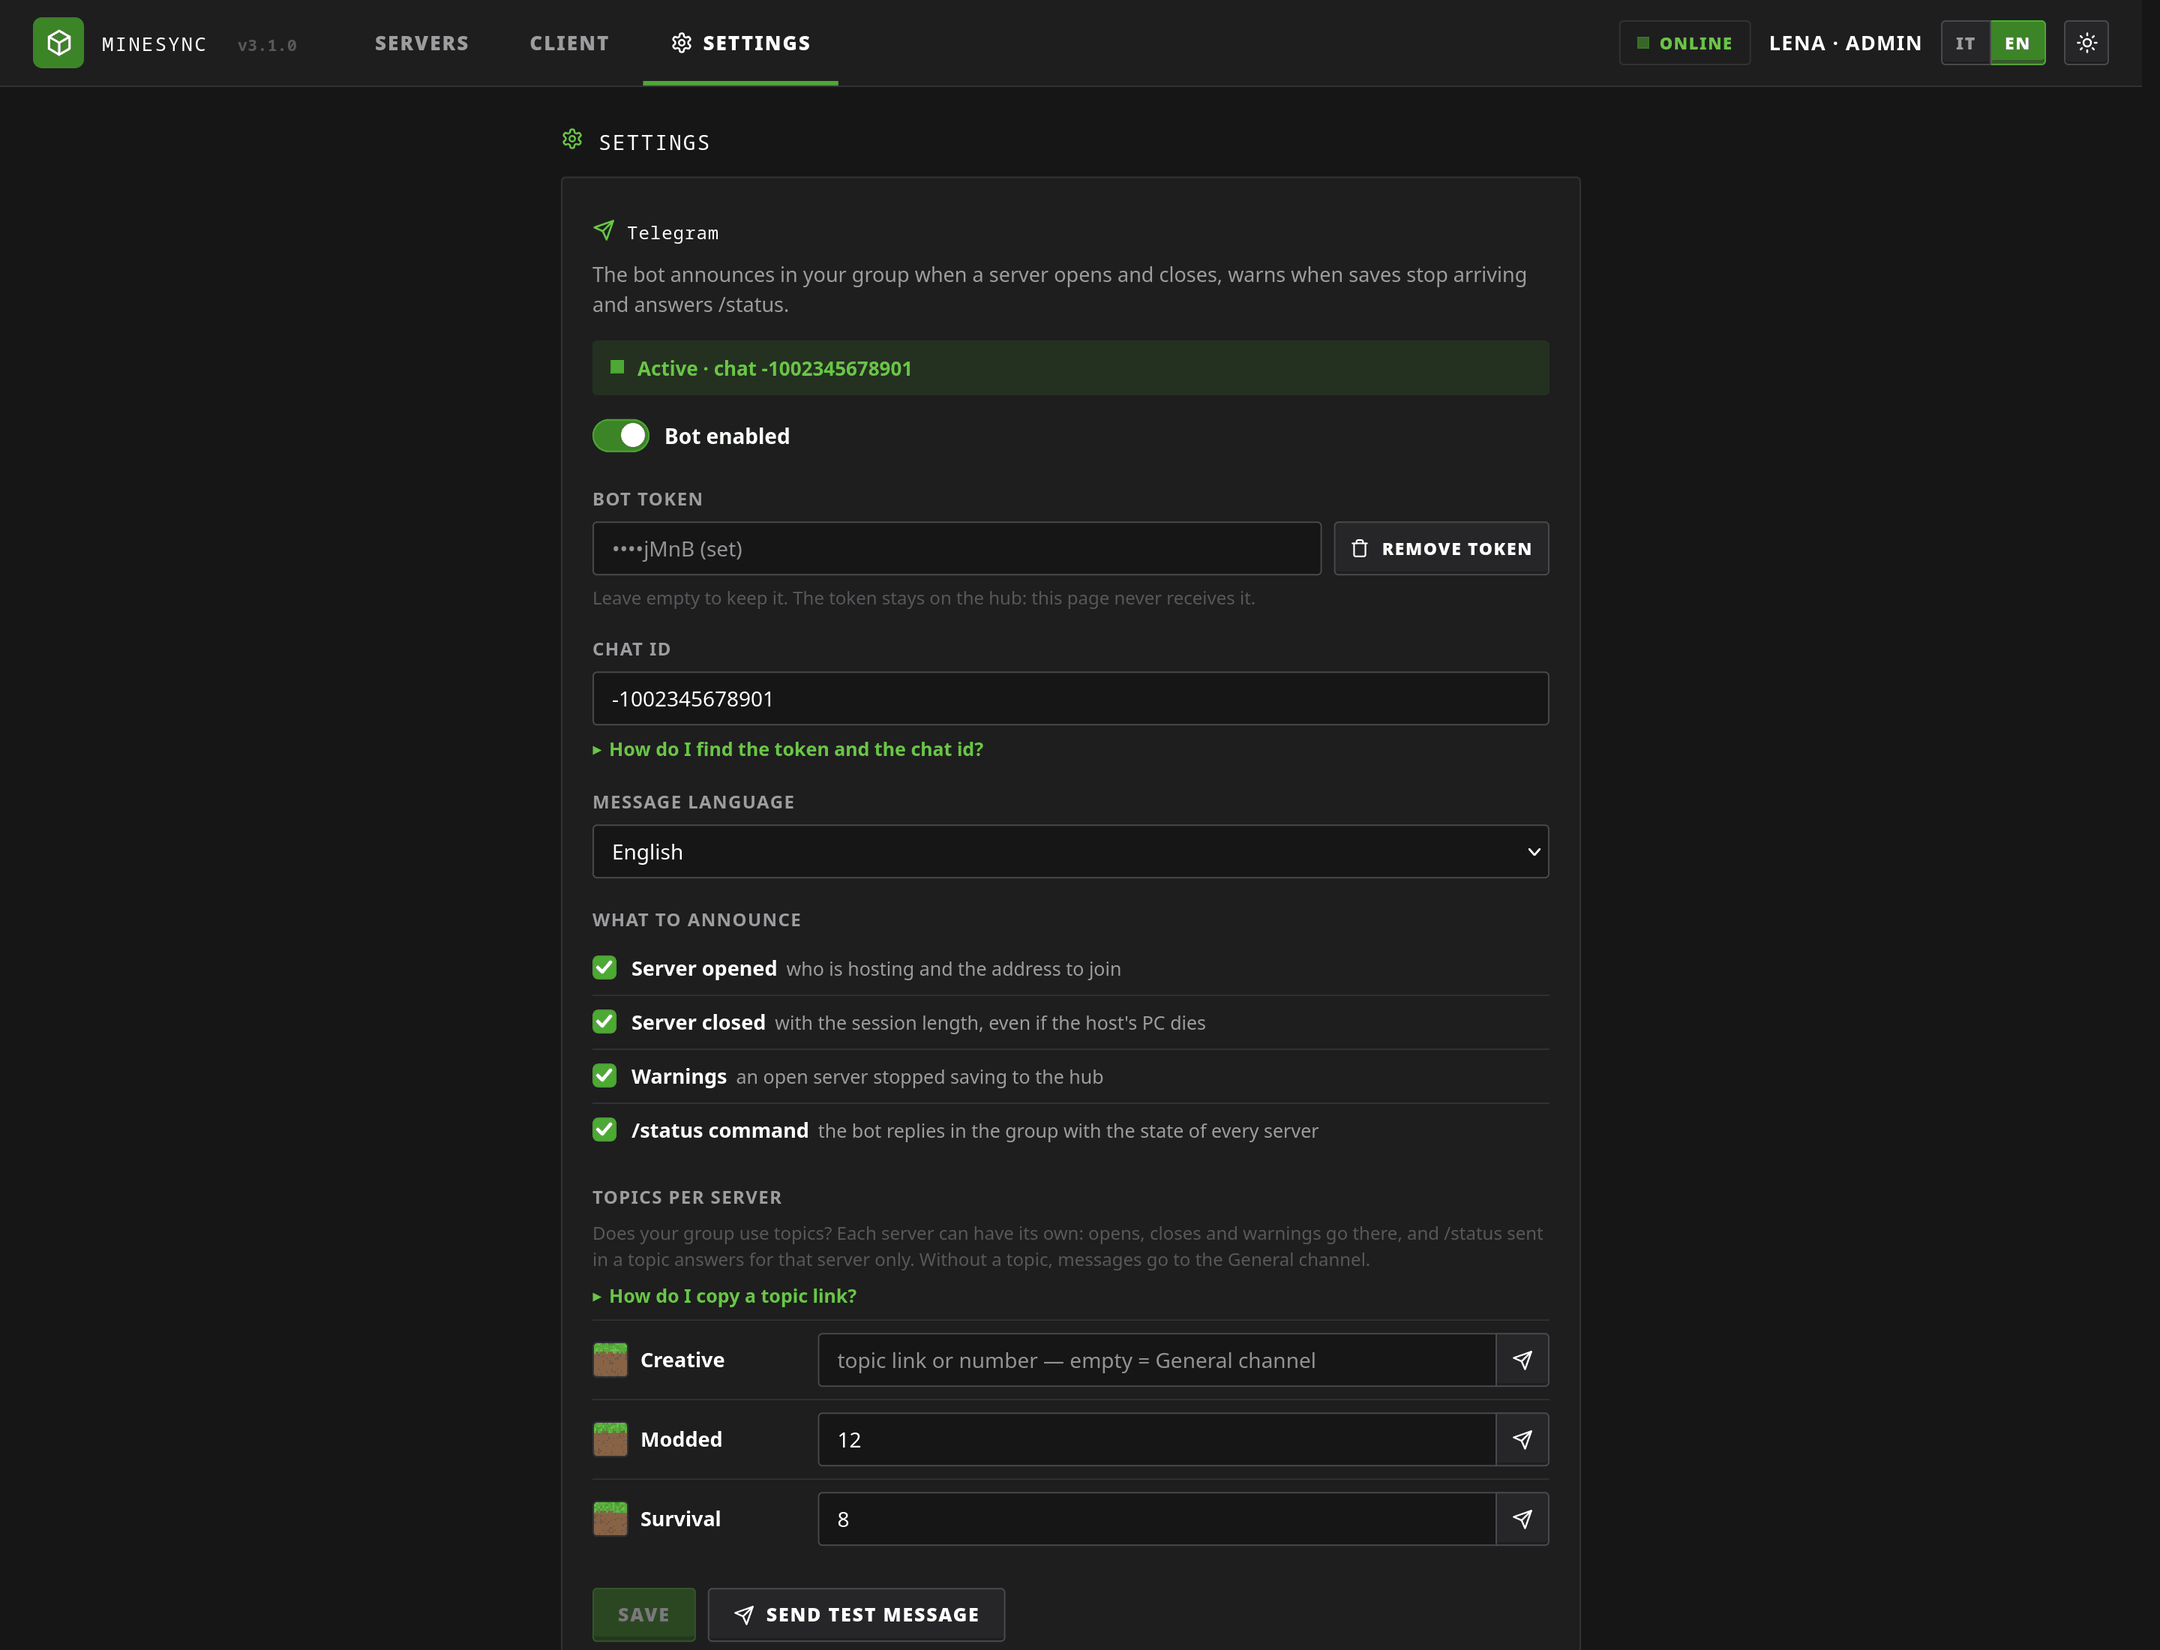 MINESYNC v3.1.0 SERVERS CLIENT SETTINGS ONLINE LENA · ADMIN IT EN
SETTINGS
Telegram
The bot announces in your group when a server opens and closes, warns when saves stop arriving
and answers /status.
Active · chat -1002345678901
Bot enabled
BOT TOKEN
••••jMnB (set) REMOVE TOKEN
Leave empty to keep it. The token stays on the hub: this page never receives it.
CHAT ID
-1002345678901
▸ How do I find the token and the chat id?
MESSAGE LANGUAGE
English
WHAT TO ANNOUNCE
Server opened who is hosting and the address to join
Server closed with the session length, even if the host's PC dies
Warnings an open server stopped saving to the hub
/status command the bot replies in the group with the state of every server
TOPICS PER SERVER
Does your group use topics? Each server can have its own: opens, closes and warnings go there, and /status sent
in a topic answers for that server only. Without a topic, messages go to the General channel.
▸ How do I copy a topic link?
Creative topic link or number — empty = General channel
Modded 12
Survival 8
SAVE SEND TEST MESSAGE